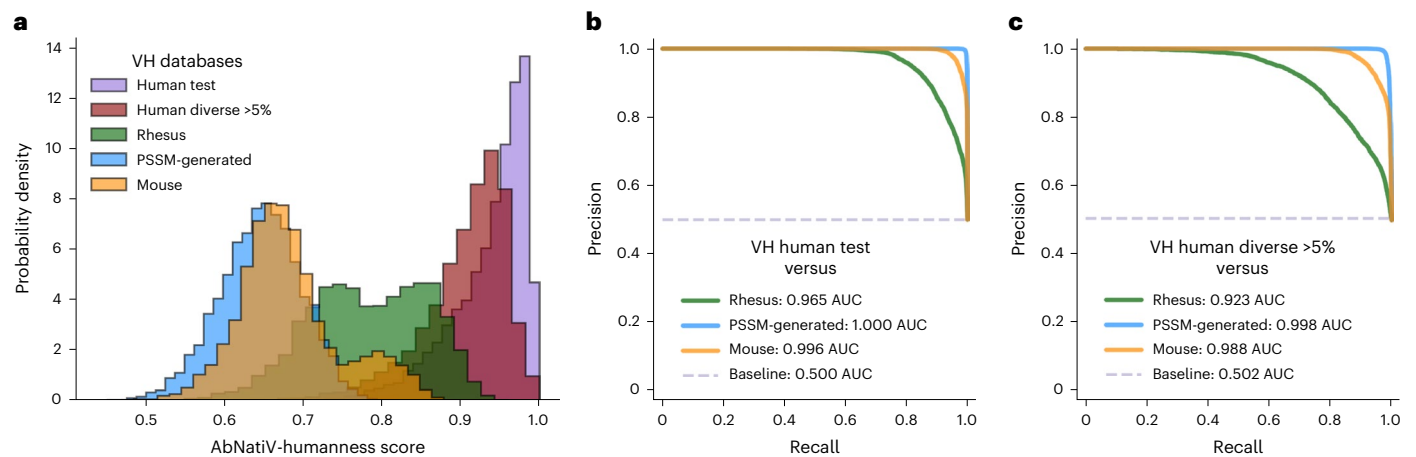 a
14
12
10
8
6
4
2
0
Probability density
VH databases
Human test
Human diverse >5%
Rhesus
PSSM-generated
Mouse
0.5 0.6 0.7 0.8 0.9 1.0
AbNatiV-humanness score
b
1.0
0.8
0.6
0.4
0.2
0
Precision
VH human test
versus
Rhesus: 0.965 AUC
PSSM-generated: 1.000 AUC
Mouse: 0.996 AUC
Baseline: 0.500 AUC
0 0.2 0.4 0.6 0.8 1.0
Recall
c
1.0
0.8
0.6
0.4
0.2
0
Precision
VH human diverse >5%
versus
Rhesus: 0.923 AUC
PSSM-generated: 0.998 AUC
Mouse: 0.988 AUC
Baseline: 0.502 AUC
0 0.2 0.4 0.6 0.8 1.0
Recall